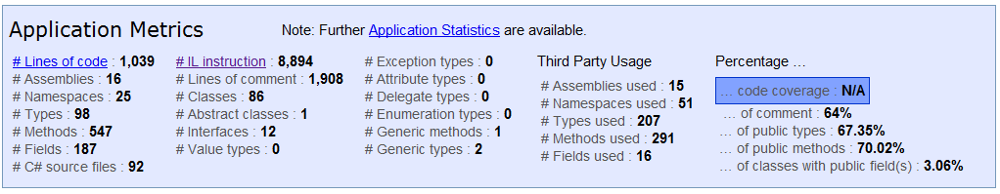 Application Metrics
Note: Further Application Statistics are available.
# Lines of code : 1,039
# Assemblies : 16
# Namespaces : 25
# Types : 98
# Methods : 547
# Fields : 187
# C# source files : 92
# IL instruction : 8,894
# Lines of comment : 1,908
# Classes : 86
# Abstract classes : 1
# Interfaces : 12
# Value types : 0
# Exception types : 0
# Attribute types : 0
# Delegate types : 0
# Enumeration types : 0
# Generic methods : 1
# Generic types : 2
Third Party Usage
# Assemblies used : 15
# Namespaces used : 51
# Types used : 207
# Methods used : 291
# Fields used : 16
Percentage ...
... code coverage : N/A
... of comment : 64%
... of public types : 67.35%
... of public methods : 70.02%
... of classes with public field(s) : 3.06%